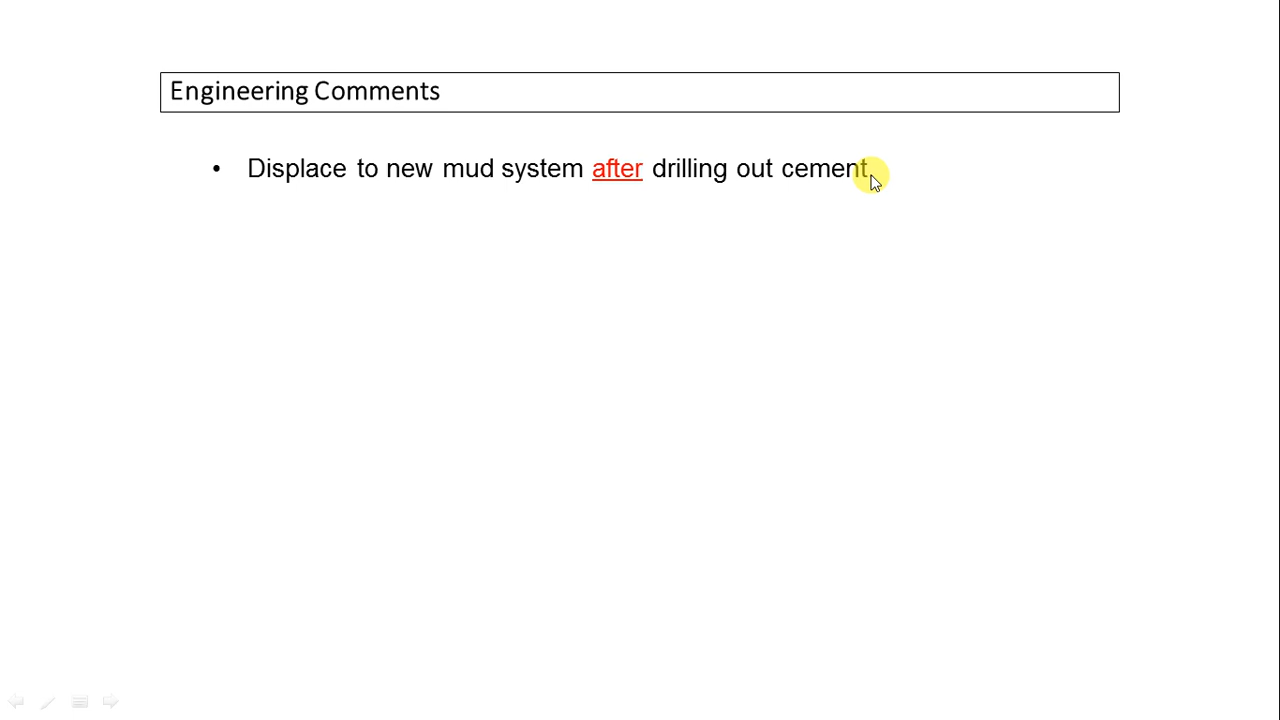 Engineering Comments
• Displace to new mud system after drilling out cement